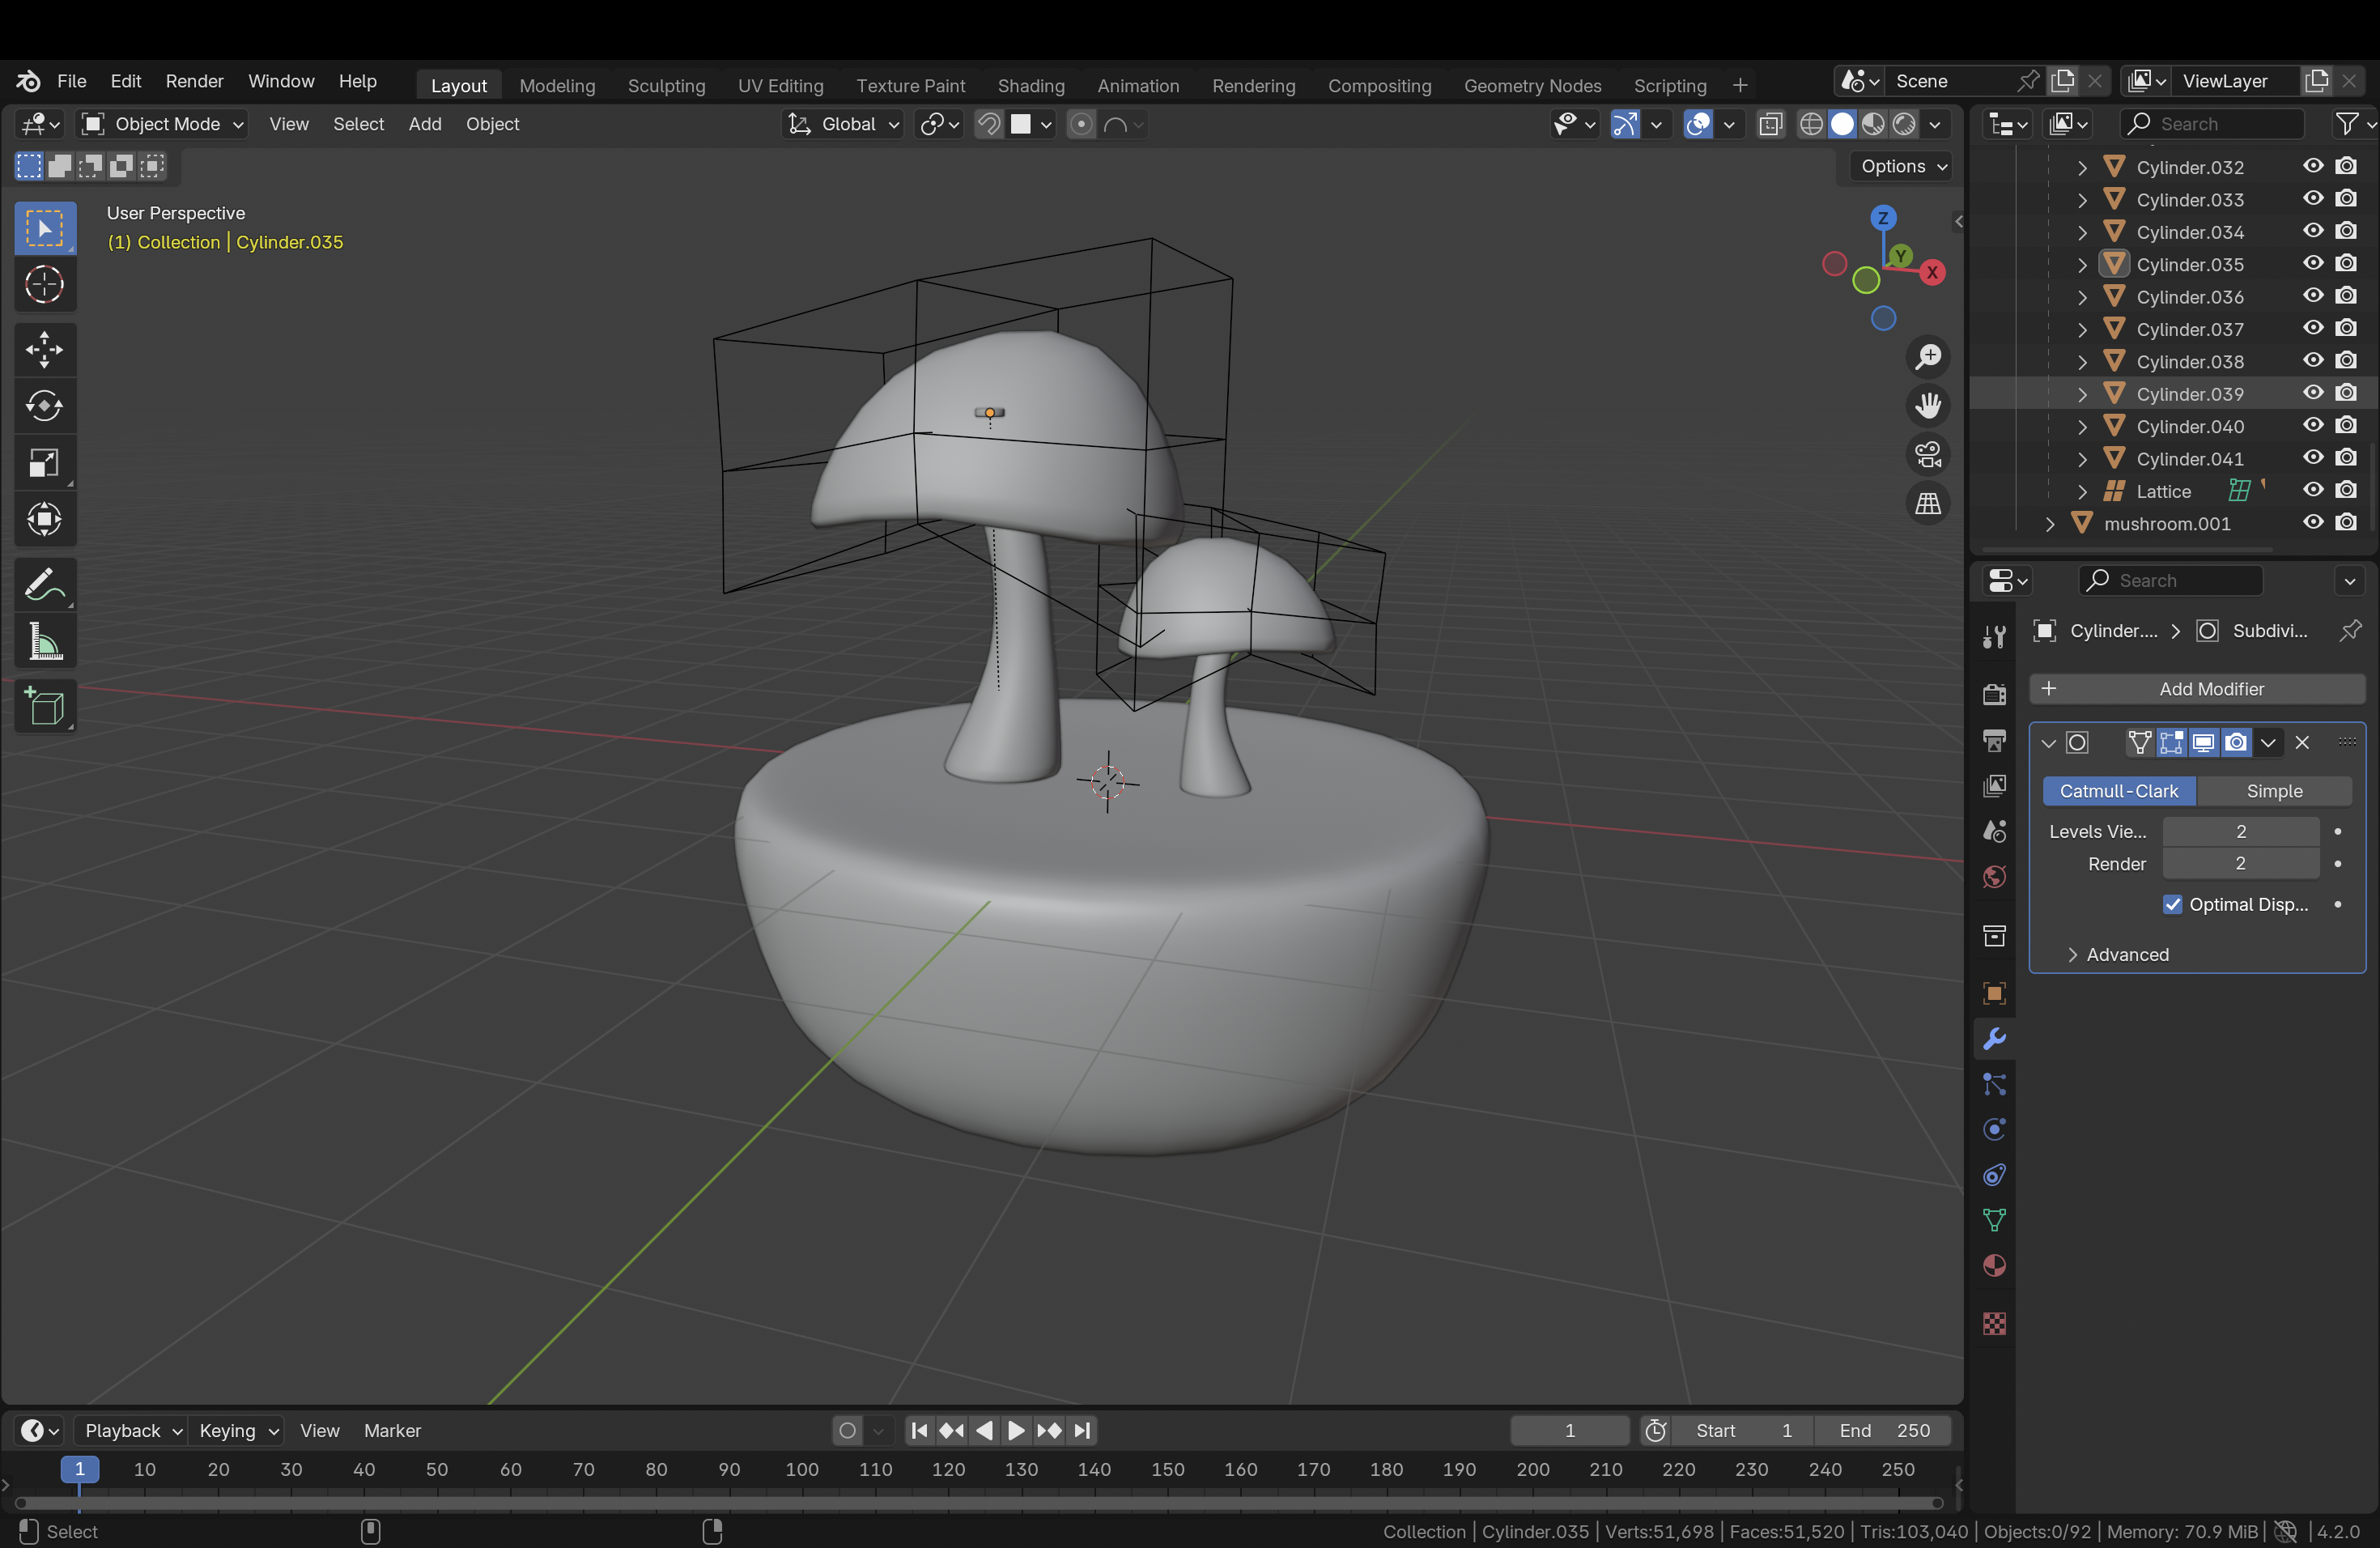 File Edit Render Window Help Layout Modeling Sculpting UV Editing Texture Paint Shading Animation Rendering Compositing Geometry Nodes Scripting + Scene ViewLayer
Object Mode View Select Add Object Global Search
Options
User Perspective
(1) Collection | Cylinder.035
Z
Y
X
Cylinder.032
Cylinder.033
Cylinder.034
Cylinder.035
Cylinder.036
Cylinder.037
Cylinder.038
Cylinder.039
Cylinder.040
Cylinder.041
Lattice
mushroom.001
Search
Cylinder.... Subdivi...
+ Add Modifier
Catmull-Clark Simple
Levels Vie... 2
Render 2
Optimal Disp...
Advanced
Playback Keying View Marker 1 Start 1 End 250
1 10 20 30 40 50 60 70 80 90 100 110 120 130 140 150 160 170 180 190 200 210 220 230 240 250
Select Collection | Cylinder.035 | Verts:51,698 | Faces:51,520 | Tris:103,040 | Objects:0/92 | Memory: 70.9 MiB | 4.2.0